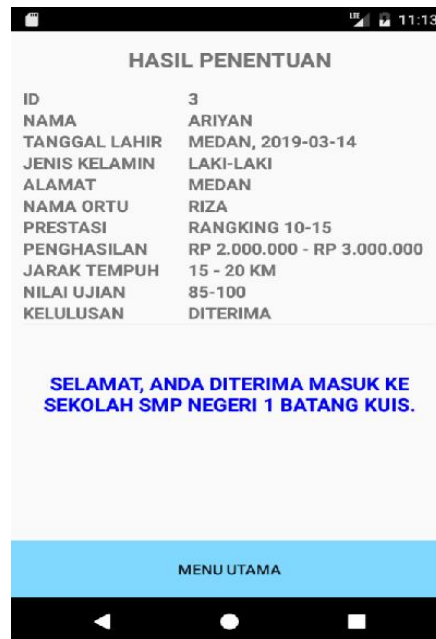 LTE 11:13
HASIL PENENTUAN
ID 3
NAMA ARIYAN
TANGGAL LAHIR MEDAN, 2019-03-14
JENIS KELAMIN LAKI-LAKI
ALAMAT MEDAN
NAMA ORTU RIZA
PRESTASI RANGKING 10-15
PENGHASILAN RP 2.000.000 - RP 3.000.000
JARAK TEMPUH 15 - 20 KM
NILAI UJIAN 85-100
KELULUSAN DITERIMA
SELAMAT, ANDA DITERIMA MASUK KE
SEKOLAH SMP NEGERI 1 BATANG KUIS.
MENU UTAMA